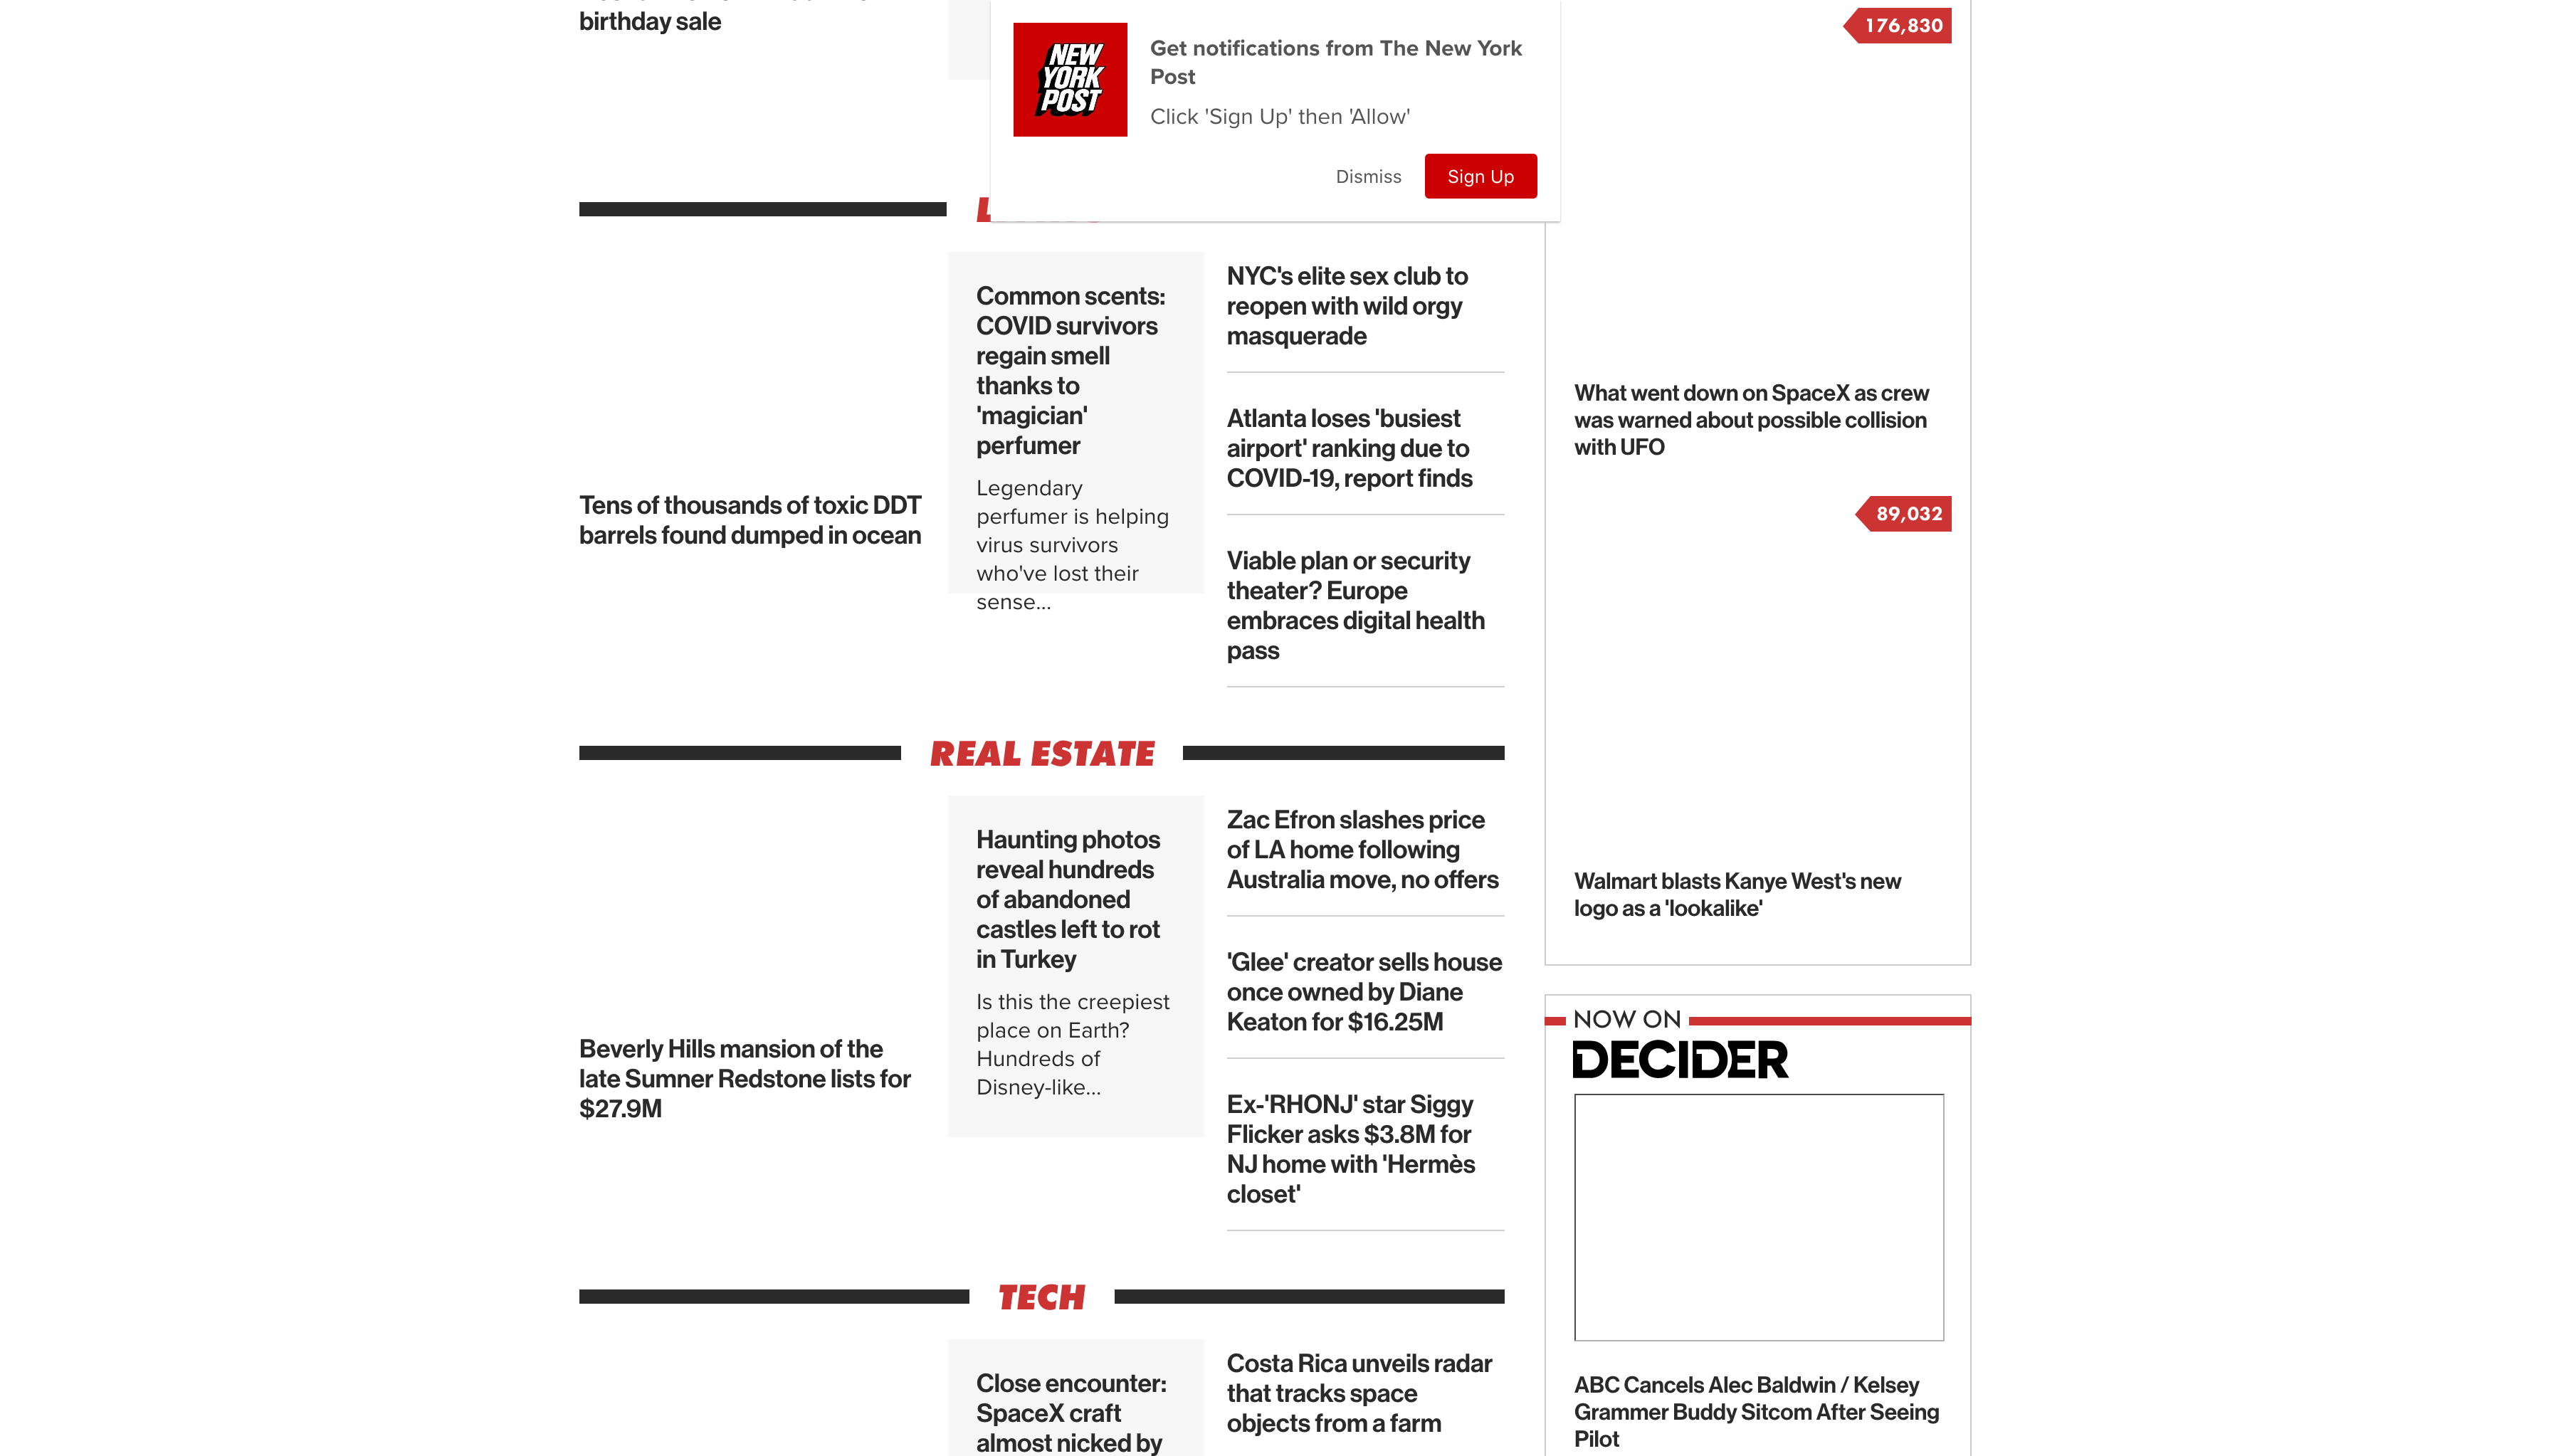 birthday sale
NEW
YORK
POST
Get notifications from The New York
Post
Click 'Sign Up' then 'Allow'
Dismiss
Sign Up
176,830
Tens of thousands of toxic DDT
barrels found dumped in ocean
Common scents:
COVID survivors
regain smell
thanks to
'magician'
perfumer
Legendary
perfumer is helping
virus survivors
who've lost their
sense...
NYC's elite sex club to
reopen with wild orgy
masquerade
Atlanta loses 'busiest
airport' ranking due to
COVID-19, report finds
Viable plan or security
theater? Europe
embraces digital health
pass
REAL ESTATE
Beverly Hills mansion of the
late Sumner Redstone lists for
$27.9M
Haunting photos
reveal hundreds
of abandoned
castles left to rot
in Turkey
Is this the creepiest
place on Earth?
Hundreds of
Disney-like...
Zac Efron slashes price
of LA home following
Australia move, no offers
'Glee' creator sells house
once owned by Diane
Keaton for $16.25M
Ex-'RHONJ' star Siggy
Flicker asks $3.8M for
NJ home with 'Hermès
closet'
TECH
Close encounter:
SpaceX craft
almost nicked by
Costa Rica unveils radar
that tracks space
objects from a farm
What went down on SpaceX as crew
was warned about possible collision
with UFO
89,032
Walmart blasts Kanye West's new
logo as a 'lookalike'
NOW ON
DECIDER
ABC Cancels Alec Baldwin / Kelsey
Grammer Buddy Sitcom After Seeing
Pilot